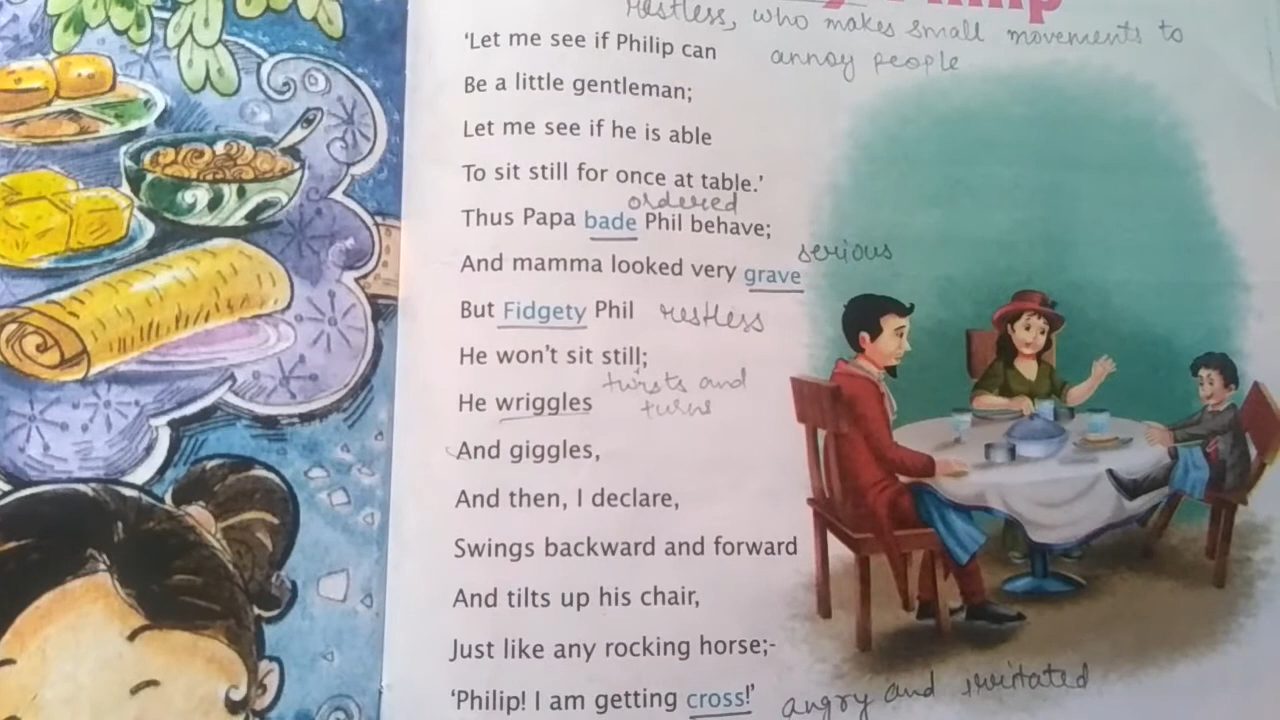 restless, who makes small movements to
annoy people
'Let me see if Philip can
Be a little gentleman;
Let me see if he is able
To sit still for once at table.'
ordered
Thus Papa bade Phil behave;
serious
And mamma looked very grave
But Fidgety Phil restless
He won't sit still;
twists and
He wriggles turns
And giggles,
And then, I declare,
Swings backward and forward
And tilts up his chair,
Just like any rocking horse;-
'Philip! I am getting cross!' angry and irritated